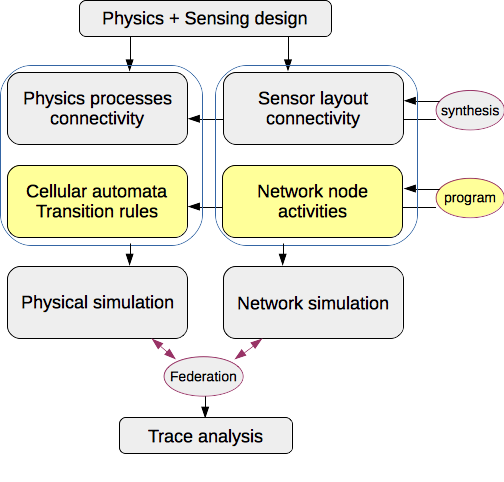 Physics + Sensing design
Physics processes
connectivity
Sensor layout
connectivity
synthesis
Cellular automata
Transition rules
Network node
activities
program
Physical simulation
Network simulation
Federation
Trace analysis